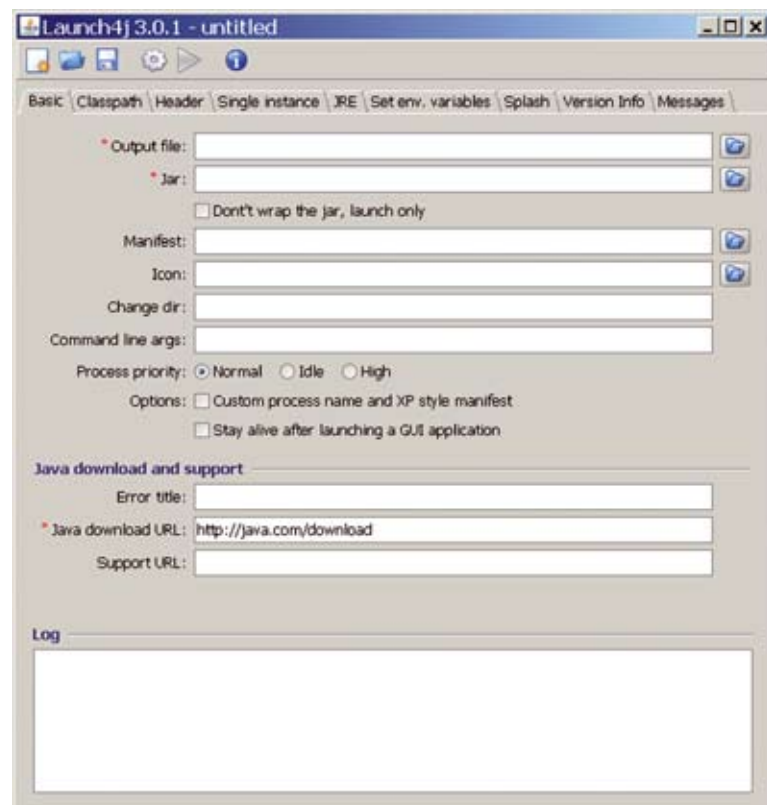 Launch4j 3.0.1 - untitled
Basic Classpath Header Single instance JRE Set env. variables Splash Version Info Messages
* Output file:
* Jar:
Dont't wrap the jar, launch only
Manifest:
Icon:
Change dir:
Command line args:
Process priority: Normal Idle High
Options: Custom process name and XP style manifest
Stay alive after launching a GUI application
Java download and support
Error title:
* Java download URL: http://java.com/download
Support URL:
Log